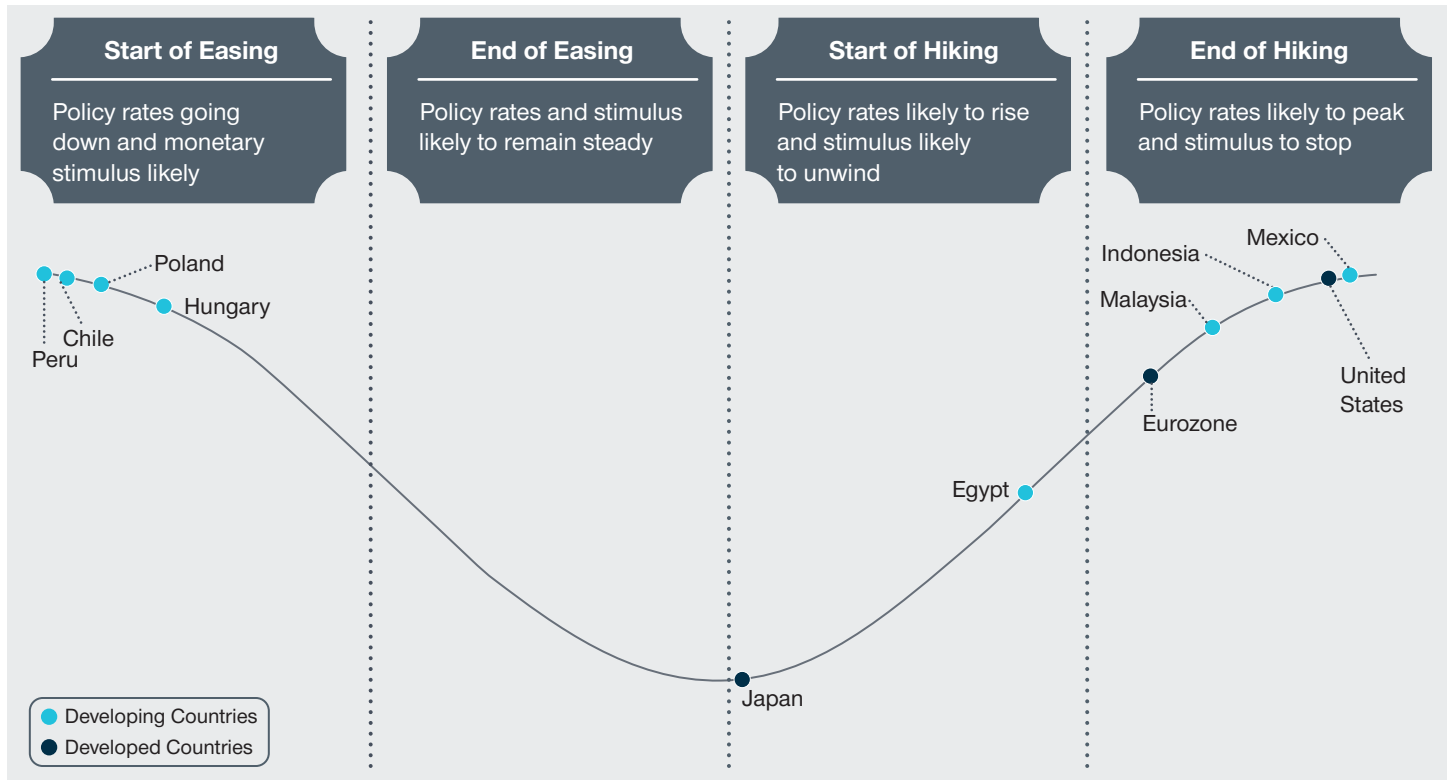 Start of Easing
Policy rates going
down and monetary
stimulus likely
End of Easing
Policy rates and stimulus
likely to remain steady
Start of Hiking
Policy rates likely to rise
and stimulus likely
to unwind
End of Hiking
Policy rates likely to peak
and stimulus to stop
Poland
Hungary
Chile
Peru
Mexico
Indonesia
Malaysia
United
States
Eurozone
Egypt
Japan
Developing Countries
Developed Countries